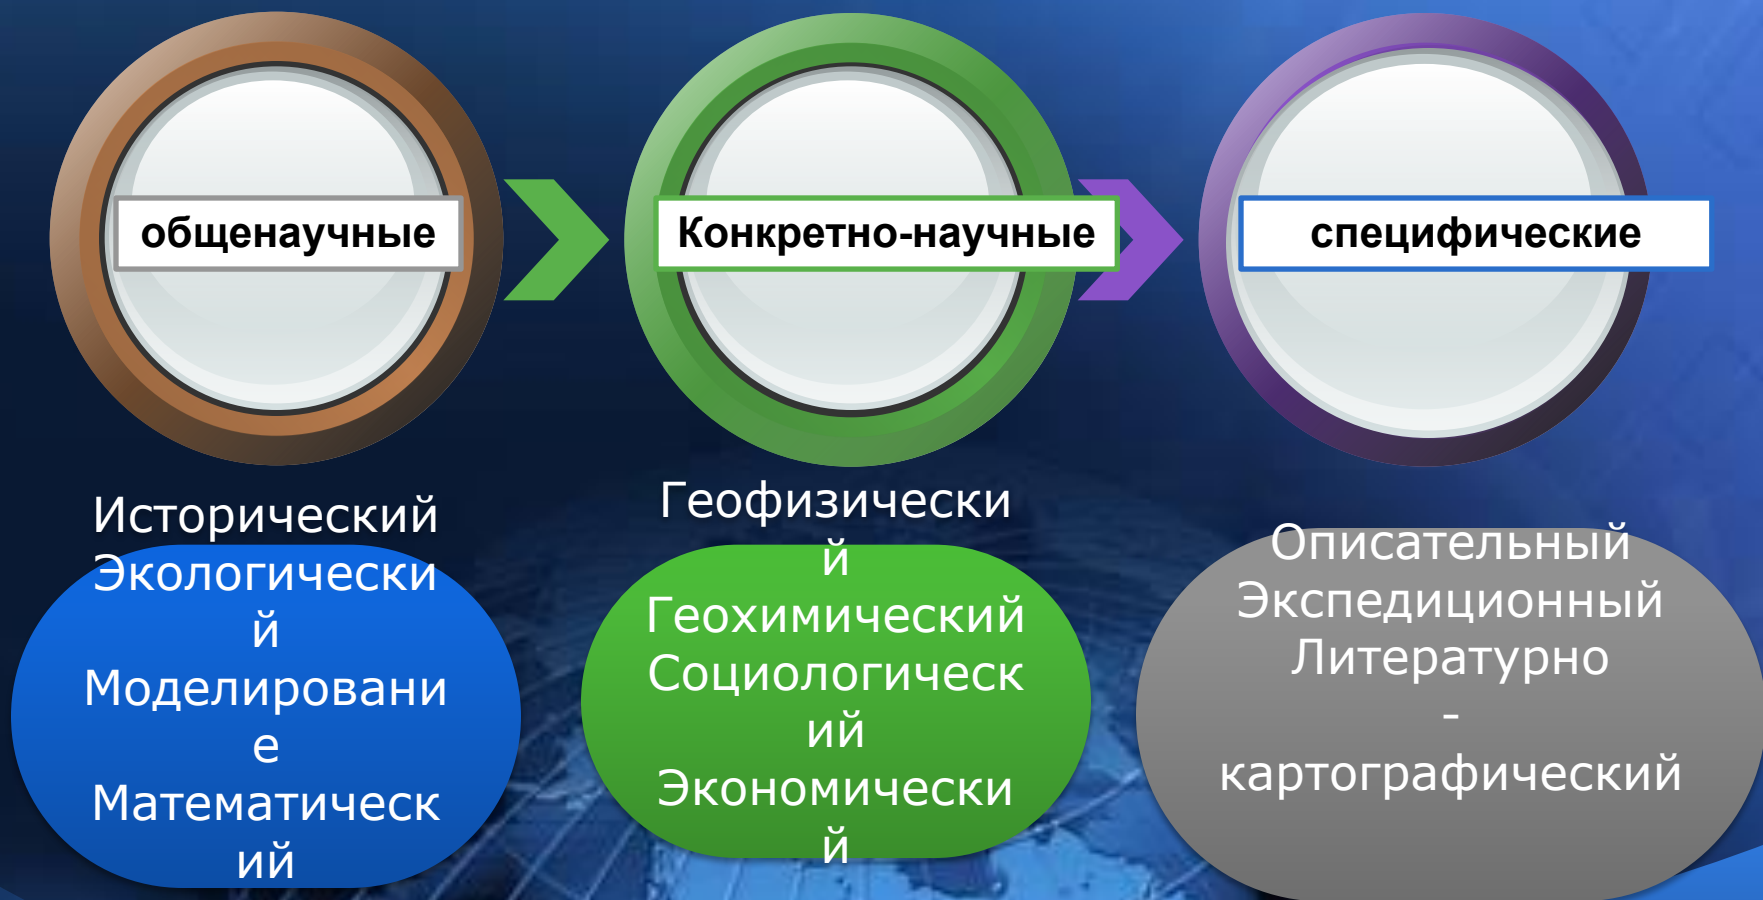 общенаучные
Конкретно-научные
специфические
Исторический
Экологически
й
Моделировани
е
Математическ
ий
Геофизически
й
Геохимический
Социологическ
ий
Экономически
й
Описательный
Экспедиционный
Литературно
-
картографический